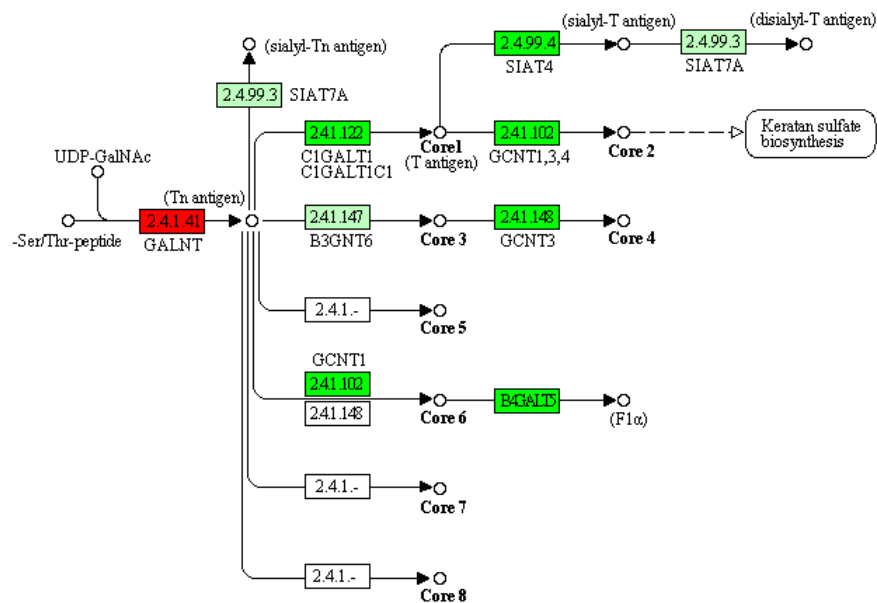 (sialyl-T antigen)
(disialyl-T antigen)
2.4.99.4
2.4.99.3
(sialyl-Tn antigen)
SIAT4
SIAT7A
2.4.99.3
SIAT7A
2.4.1.122
2.4.1.102
Keratan sulfate
biosynthesis
C1GALT1
C1GALT1C1
Core1
(T antigen)
GCNT1,3,4
Core 2
UDP-GalNAc
(Tn antigen)
2.4.1.41
2.4.1.147
2.4.1.148
-Ser/Thr-peptide
GALNT
B3GNT6
Core 3
GCNT3
Core 4
2.4.1.-
Core 5
GCNT1
2.4.1.102
2.4.1.148
B4GALT5
Core 6
(F1α)
2.4.1.-
Core 7
2.4.1.-
Core 8